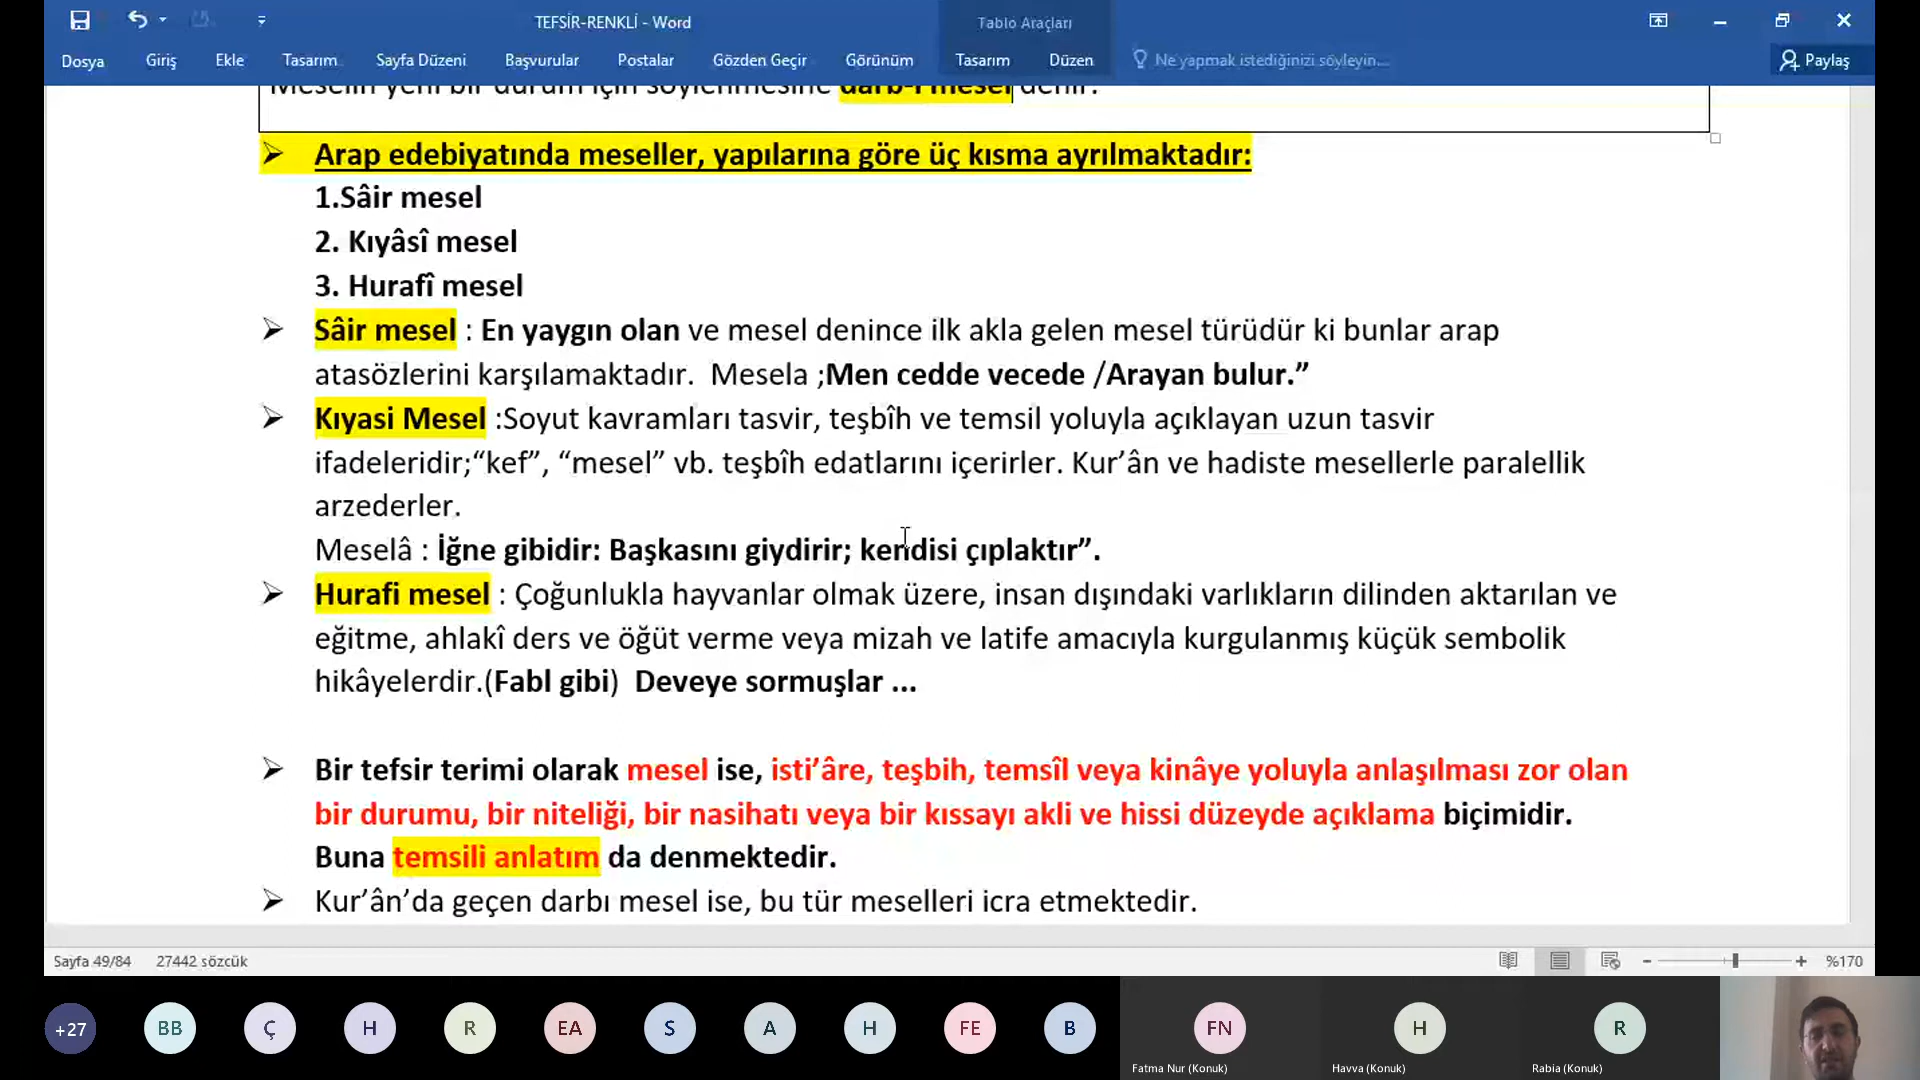 TEFSİR-RENKLİ - Word
Tablo Araçları
Dosya Giriş Ekle Tasarım Sayfa Düzeni Başvurular Postalar Gözden Geçir Görünüm Tasarım Düzen Ne yapmak istediğinizi söyleyin... Paylaş
Meselin yeni bir durum için söylenmesine darb-ı mesel denir.
➢ Arap edebiyatında meseller, yapılarına göre üç kısma ayrılmaktadır:
1.Sâir mesel
2. Kıyâsî mesel
3. Hurafî mesel
➢ Sâir mesel : En yaygın olan ve mesel denince ilk akla gelen mesel türüdür ki bunlar arap
atasözlerini karşılamaktadır. Mesela ;Men cedde vecede /Arayan bulur.”
➢ Kıyasi Mesel :Soyut kavramları tasvir, teşbîh ve temsil yoluyla açıklayan uzun tasvir
ifadeleridir;“kef”, “mesel” vb. teşbîh edatlarını içerirler. Kur’ân ve hadiste mesellerle paralellik
arzederler.
Meselâ : İğne gibidir: Başkasını giydirir; kendisi çıplaktır”.
➢ Hurafi mesel : Çoğunlukla hayvanlar olmak üzere, insan dışındaki varlıkların dilinden aktarılan ve
eğitme, ahlakî ders ve öğüt verme veya mizah ve latife amacıyla kurgulanmış küçük sembolik
hikâyelerdir.(Fabl gibi) Deveye sormuşlar ...
➢ Bir tefsir terimi olarak mesel ise, isti’âre, teşbih, temsîl veya kinâye yoluyla anlaşılması zor olan
bir durumu, bir niteliği, bir nasihatı veya bir kıssayı akli ve hissi düzeyde açıklama biçimidir.
Buna temsili anlatım da denmektedir.
➢ Kur’ân’da geçen darbı mesel ise, bu tür meselleri icra etmektedir.
Sayfa 49/84 27442 sözcük %170
+27 BB Ç H R EA S A H FE B FN H R
Fatma Nur (Konuk) Havva (Konuk) Rabia (Konuk)